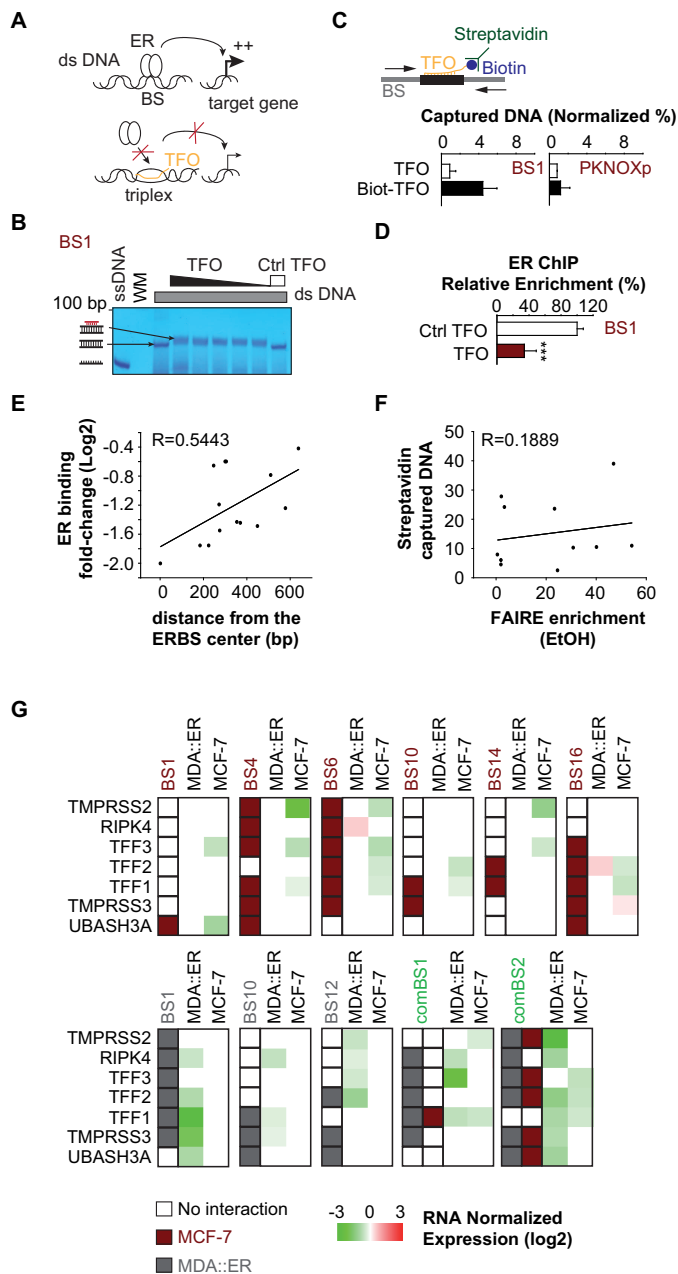 A
ER
++
ds DNA
BS
target gene
TFO
triplex
B
BS1
ssDNA
WM
TFO
Ctrl TFO
ds DNA
100 bp
C
Streptavidin
TFO
Biotin
BS
Captured DNA (Normalized %)
0 4 8
0 4 8
TFO
BS1
PKNOXp
Biot-TFO
D
ER ChIP
Relative Enrichment (%)
0 40 80 120
Ctrl TFO
BS1
TFO
***
E
R=0.5443
-0.4
-0.8
-1.2
-1.6
-2.0
0 200 400 600
ER binding
fold-change (Log2)
distance from the
ERBS center (bp)
F
R=0.1889
50
40
30
20
10
0
0 20 40 60
Streptavidin
captured DNA
FAIRE enrichment
(EtOH)
G
BS1 MDA::ER MCF-7 BS4 MDA::ER MCF-7 BS6 MDA::ER MCF-7 BS10 MDA::ER MCF-7 BS14 MDA::ER MCF-7 BS16 MDA::ER MCF-7
TMPRSS2
RIPK4
TFF3
TFF2
TFF1
TMPRSS3
UBASH3A
BS1 MDA::ER MCF-7 BS10 MDA::ER MCF-7 BS12 MDA::ER MCF-7 comBS1 MDA::ER MCF-7 comBS2 MDA::ER MCF-7
TMPRSS2
RIPK4
TFF3
TFF2
TFF1
TMPRSS3
UBASH3A
No interaction
MCF-7
MDA::ER
-3 0 3
RNA Normalized
Expression (log2)